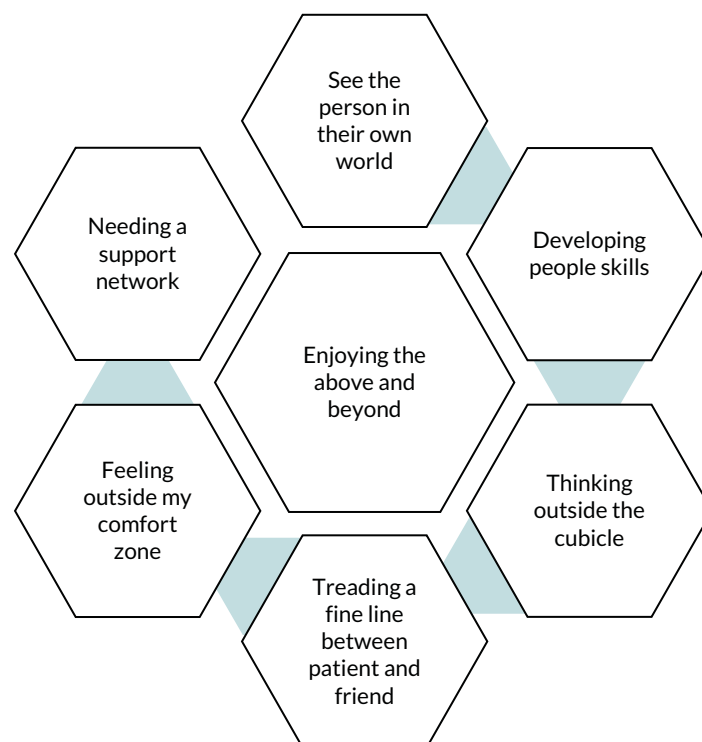 See the
person in
their own
world
Developing
people skills
Thinking
outside the
cubicle
Treading a
fine line
between
patient and
friend
Feeling
outside my
comfort
zone
Needing a
support
network
Enjoying the
above and
beyond